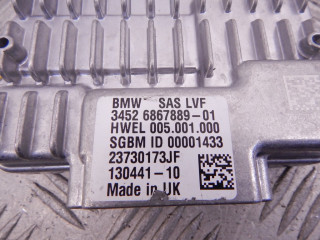 BMW SAS LVF
3452 6867889-01
HWEL 005.001.000
SGBM ID 00001433
23730173JF
130441-10
Made in UK